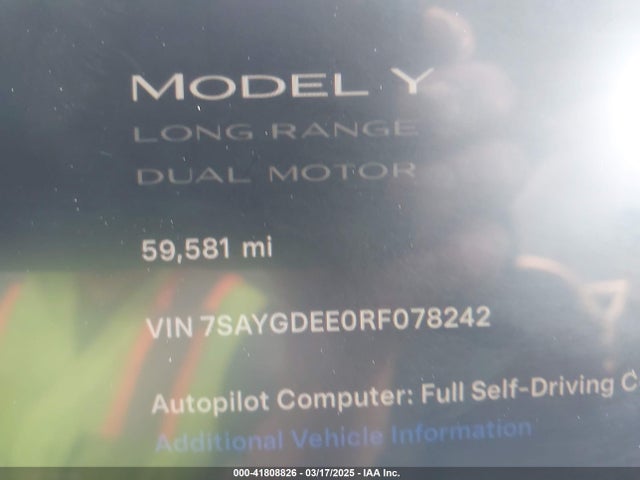 MODEL Y
LONG RANGE
DUAL MOTOR
59,581 mi
VIN 7SAYGDEE0RF078242
Autopilot Computer: Full Self-Driving C
Additional Vehicle Information
000-41808826 - 03/17/2025 - IAA Inc.